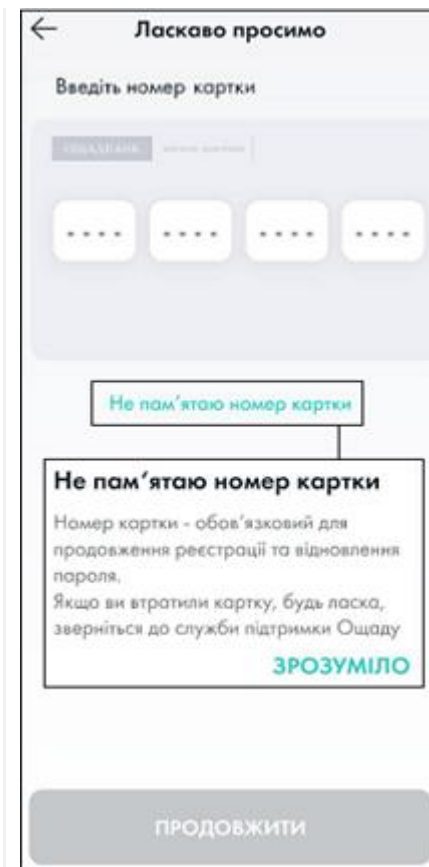 Ласкаво просимо
Введіть номер картки
ОЩАДБАНК
Не пам’ятаю номер картки
Не пам’ятаю номер картки
Номер картки - обов’язковий для
продовження реєстрації та відновлення
пароля.
Якщо ви втратили картку, будь ласка,
зверніться до служби підтримки Ощаду
ЗРОЗУМІЛО
ПРОДОВЖИТИ